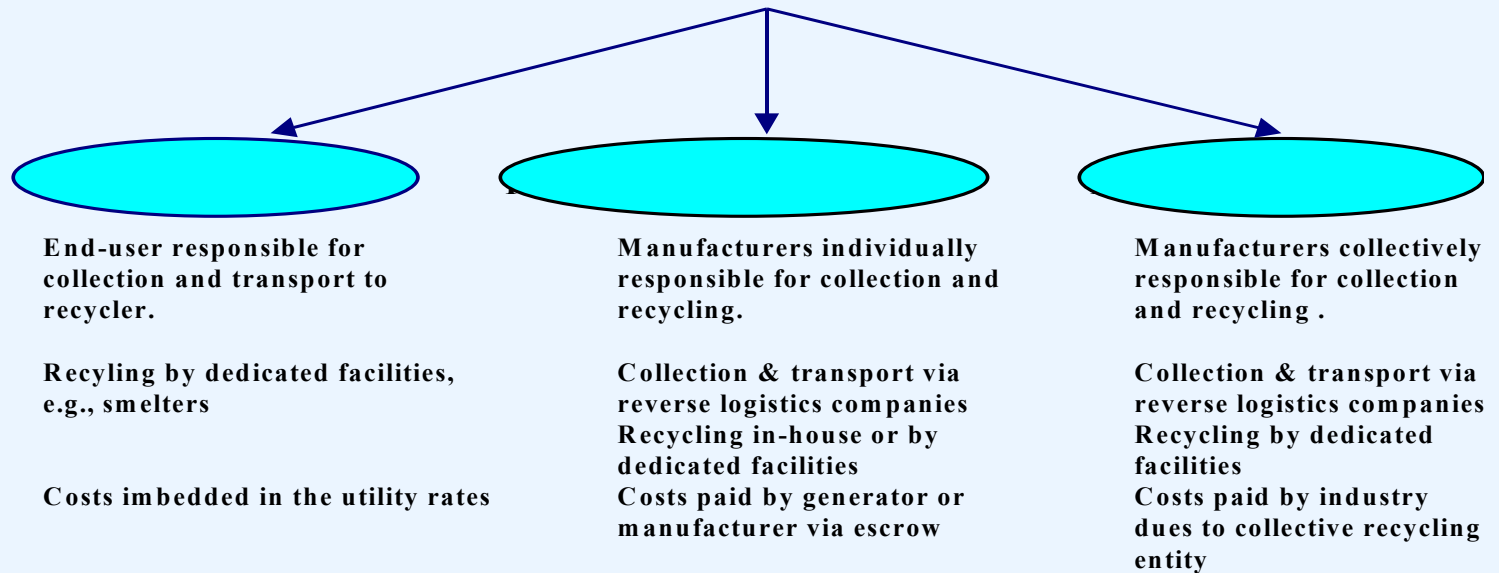 End-user responsible for
collection and transport to
recycler.
Recyling by dedicated facilities,
e.g., smelters
Costs imbedded in the utility rates
Manufacturers individually
responsible for collection and
recycling.
Collection & transport via
reverse logistics companies
Recycling in-house or by
dedicated facilities
Costs paid by generator or
manufacturer via escrow
Manufacturers collectively
responsible for collection
and recycling .
Collection & transport via
reverse logistics companies
Recycling by dedicated
facilities
Costs paid by industry
dues to collective recycling
entity